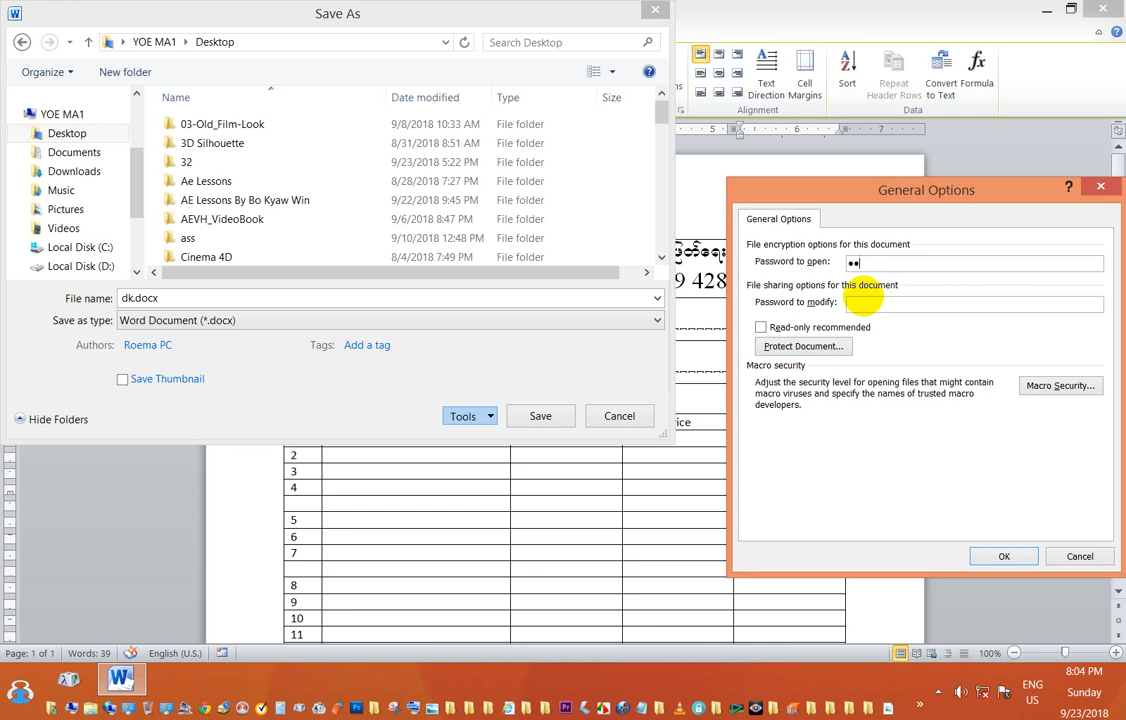 Save As
YOE MA1
Desktop
Search Desktop
Organize
New folder
Name
Date modified
Type
Size
YOE MA1
Desktop
Documents
Downloads
Music
Pictures
Videos
Local Disk (C:)
Local Disk (D:)
03-Old_Film-Look 9/8/2018 10:33 AM File folder
3D Silhouette 8/31/2018 8:51 AM File folder
32 9/23/2018 5:22 PM File folder
Ae Lessons 8/28/2018 7:27 PM File folder
AE Lessons By Bo Kyaw Win 9/22/2018 9:45 PM File folder
AEVH_VideoBook 9/6/2018 8:47 PM File folder
ass 9/10/2018 12:48 PM File folder
Cinema 4D 8/4/2018 7:49 PM File folder
File name: dk.docx
Save as type: Word Document (*.docx)
Authors: Roema PC
Tags: Add a tag
Save Thumbnail
Hide Folders
Tools
Save
Cancel
Text
Direction
Cell
Margins
Sort
Repeat
Header Rows
Convert
to Text
Formula
Alignment
Data
5 6 7
9 428
General Options
General Options
File encryption options for this document
Password to open:
File sharing options for this document
Password to modify:
Read-only recommended
Protect Document...
Macro security
Adjust the security level for opening files that might contain
macro viruses and specify the names of trusted macro
developers.
Macro Security...
OK
Cancel
2
3
4
5
6
7
8
9
10
11
Page: 1 of 1
Words: 39
English (U.S.)
100%
ENG
US
8:04 PM
Sunday
9/23/2018